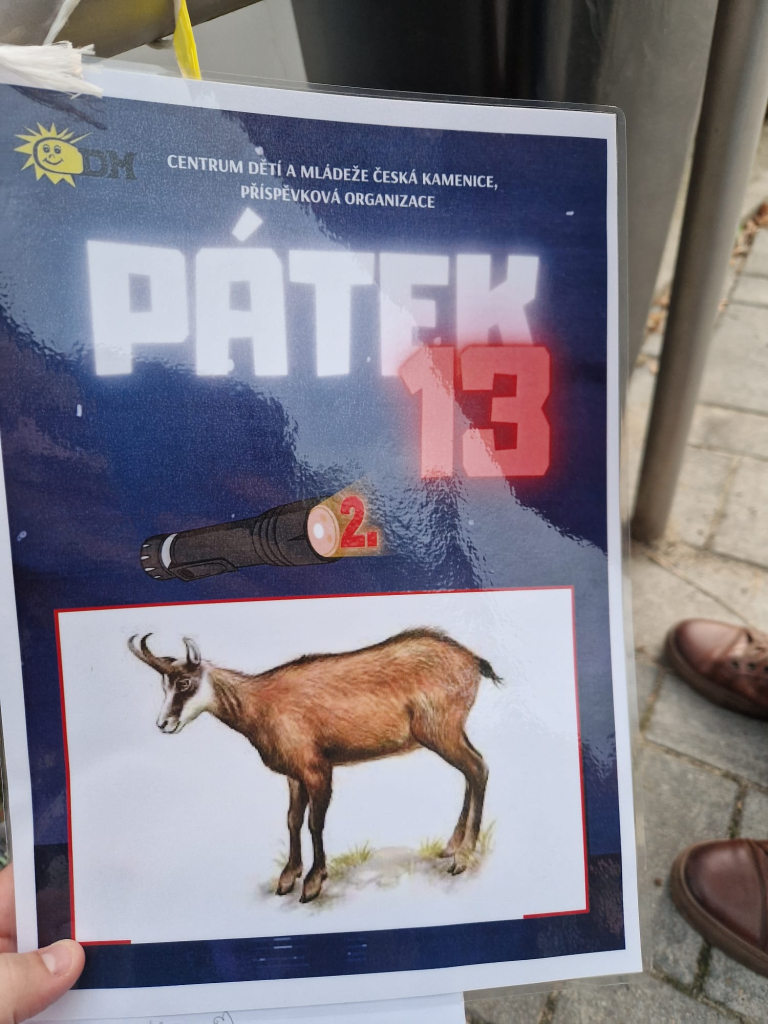 DM
CENTRUM DĚTÍ A MLÁDEŽE ČESKÁ KAMENICE,
PŘÍSPĚVKOVÁ ORGANIZACE
PÁTEK
13
2.